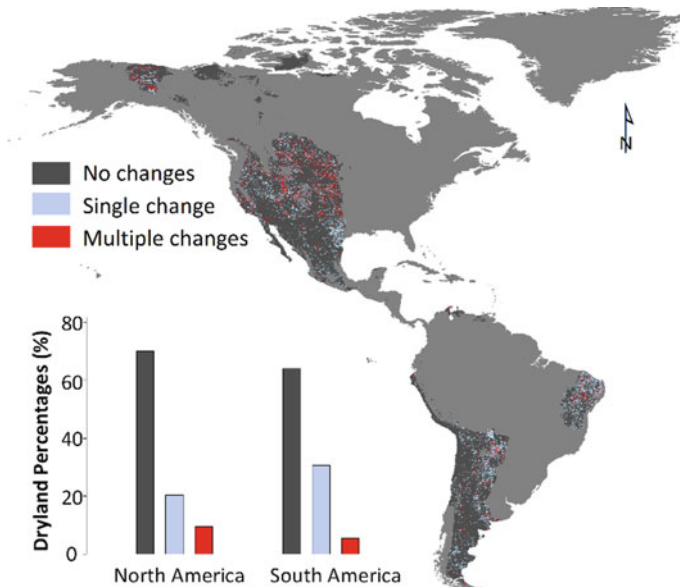 N
No changes
Single change
Multiple changes
Dryland Percentages (%)
80
60
40
20
0
North America
South America